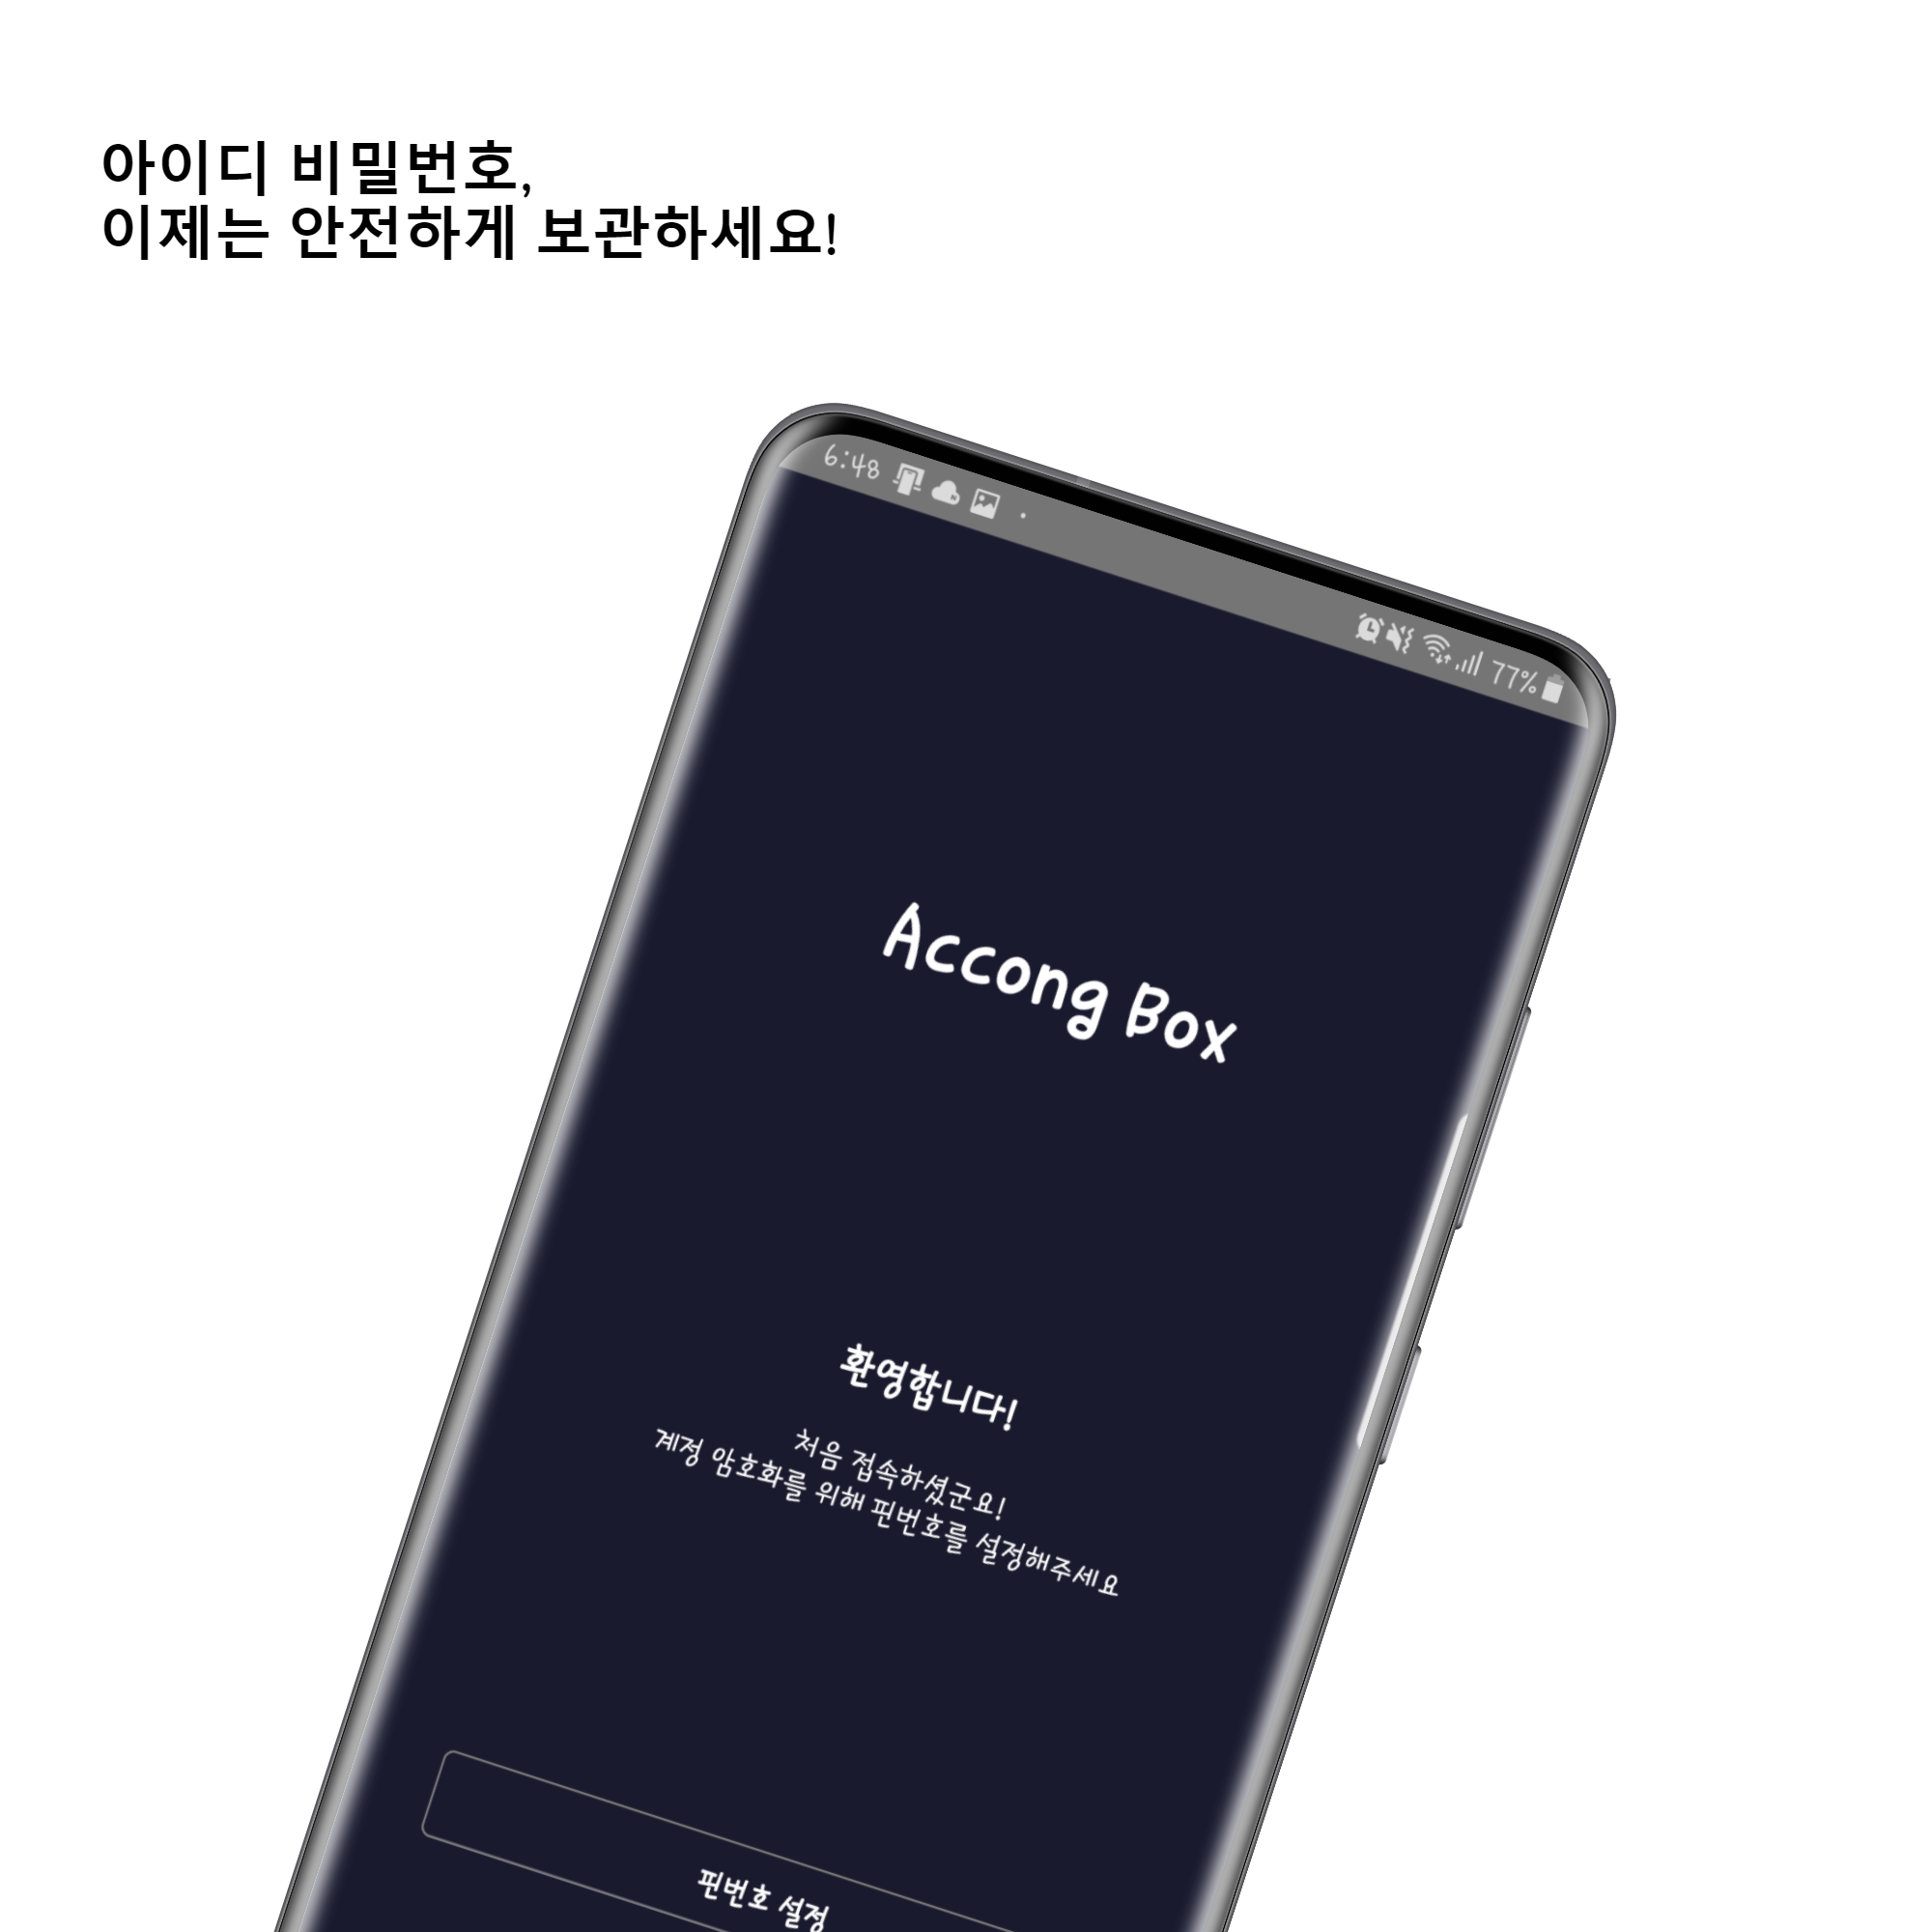 아이디 비밀번호,
이제는 안전하게 보관하세요!
6:48
77%
Accong Box
환영합니다!
처음 접속하셨군요!
계정 암호화를 위해 핀번호를 설정해주세요
핀번호 설정